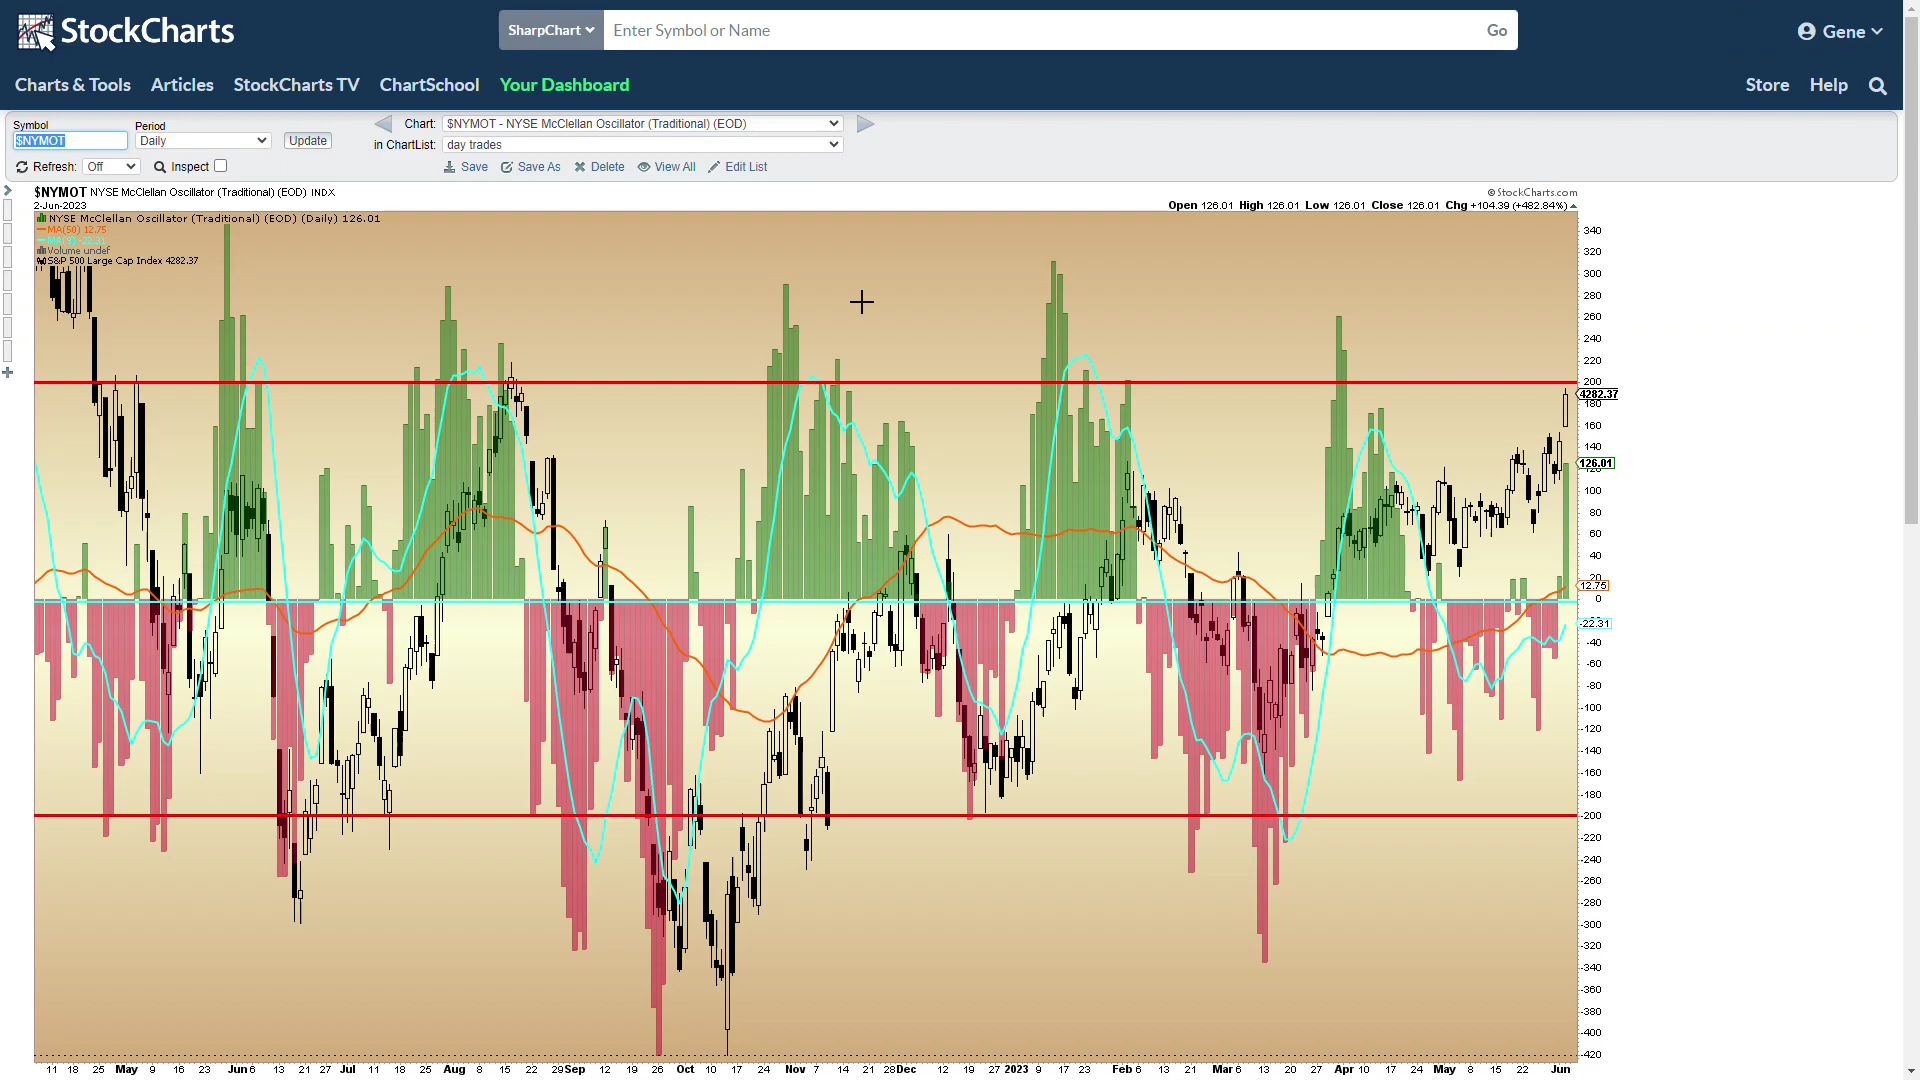 StockCharts
SharpChart Enter Symbol or Name Go
Gene
Charts & Tools Articles StockCharts TV ChartSchool Your Dashboard
Store Help
Symbol Period
$NYMOT Daily Update
Chart: $NYMOT - NYSE McClellan Oscillator (Traditional) (EOD)
in ChartList: day trades
Refresh: Off Inspect
Save Save As Delete View All Edit List
$NYMOT NYSE McClellan Oscillator (Traditional) (EOD) INDX
© StockCharts.com
2-Jun-2023
Open 126.01 High 126.01 Low 126.01 Close 126.01 Chg +104.39 (+482.84%)
NYSE McClellan Oscillator (Traditional) (EOD) (Daily) 126.01
MA(50) 12.75
Volume undef
S&P 500 Large Cap Index 4282.37
340
320
300
280
260
240
220
200
4282.37
180
160
140
126.01
120
100
80
60
40
20
12.75
0
-22.31
-40
-60
-80
-100
-120
-140
-160
-180
-200
-220
-240
-260
-280
-300
-320
-340
-360
-380
-400
-420
11 18 25 May 9 16 23 Jun 6 13 21 27 Jul 11 18 25 Aug 8 15 22 29 Sep 12 19 26 Oct 10 17 24 Nov 7 14 21 28 Dec 12 19 27 2023 9 17 23 Feb 6 13 21 Mar 6 13 20 27 Apr 10 17 24 May 8 15 22 Jun